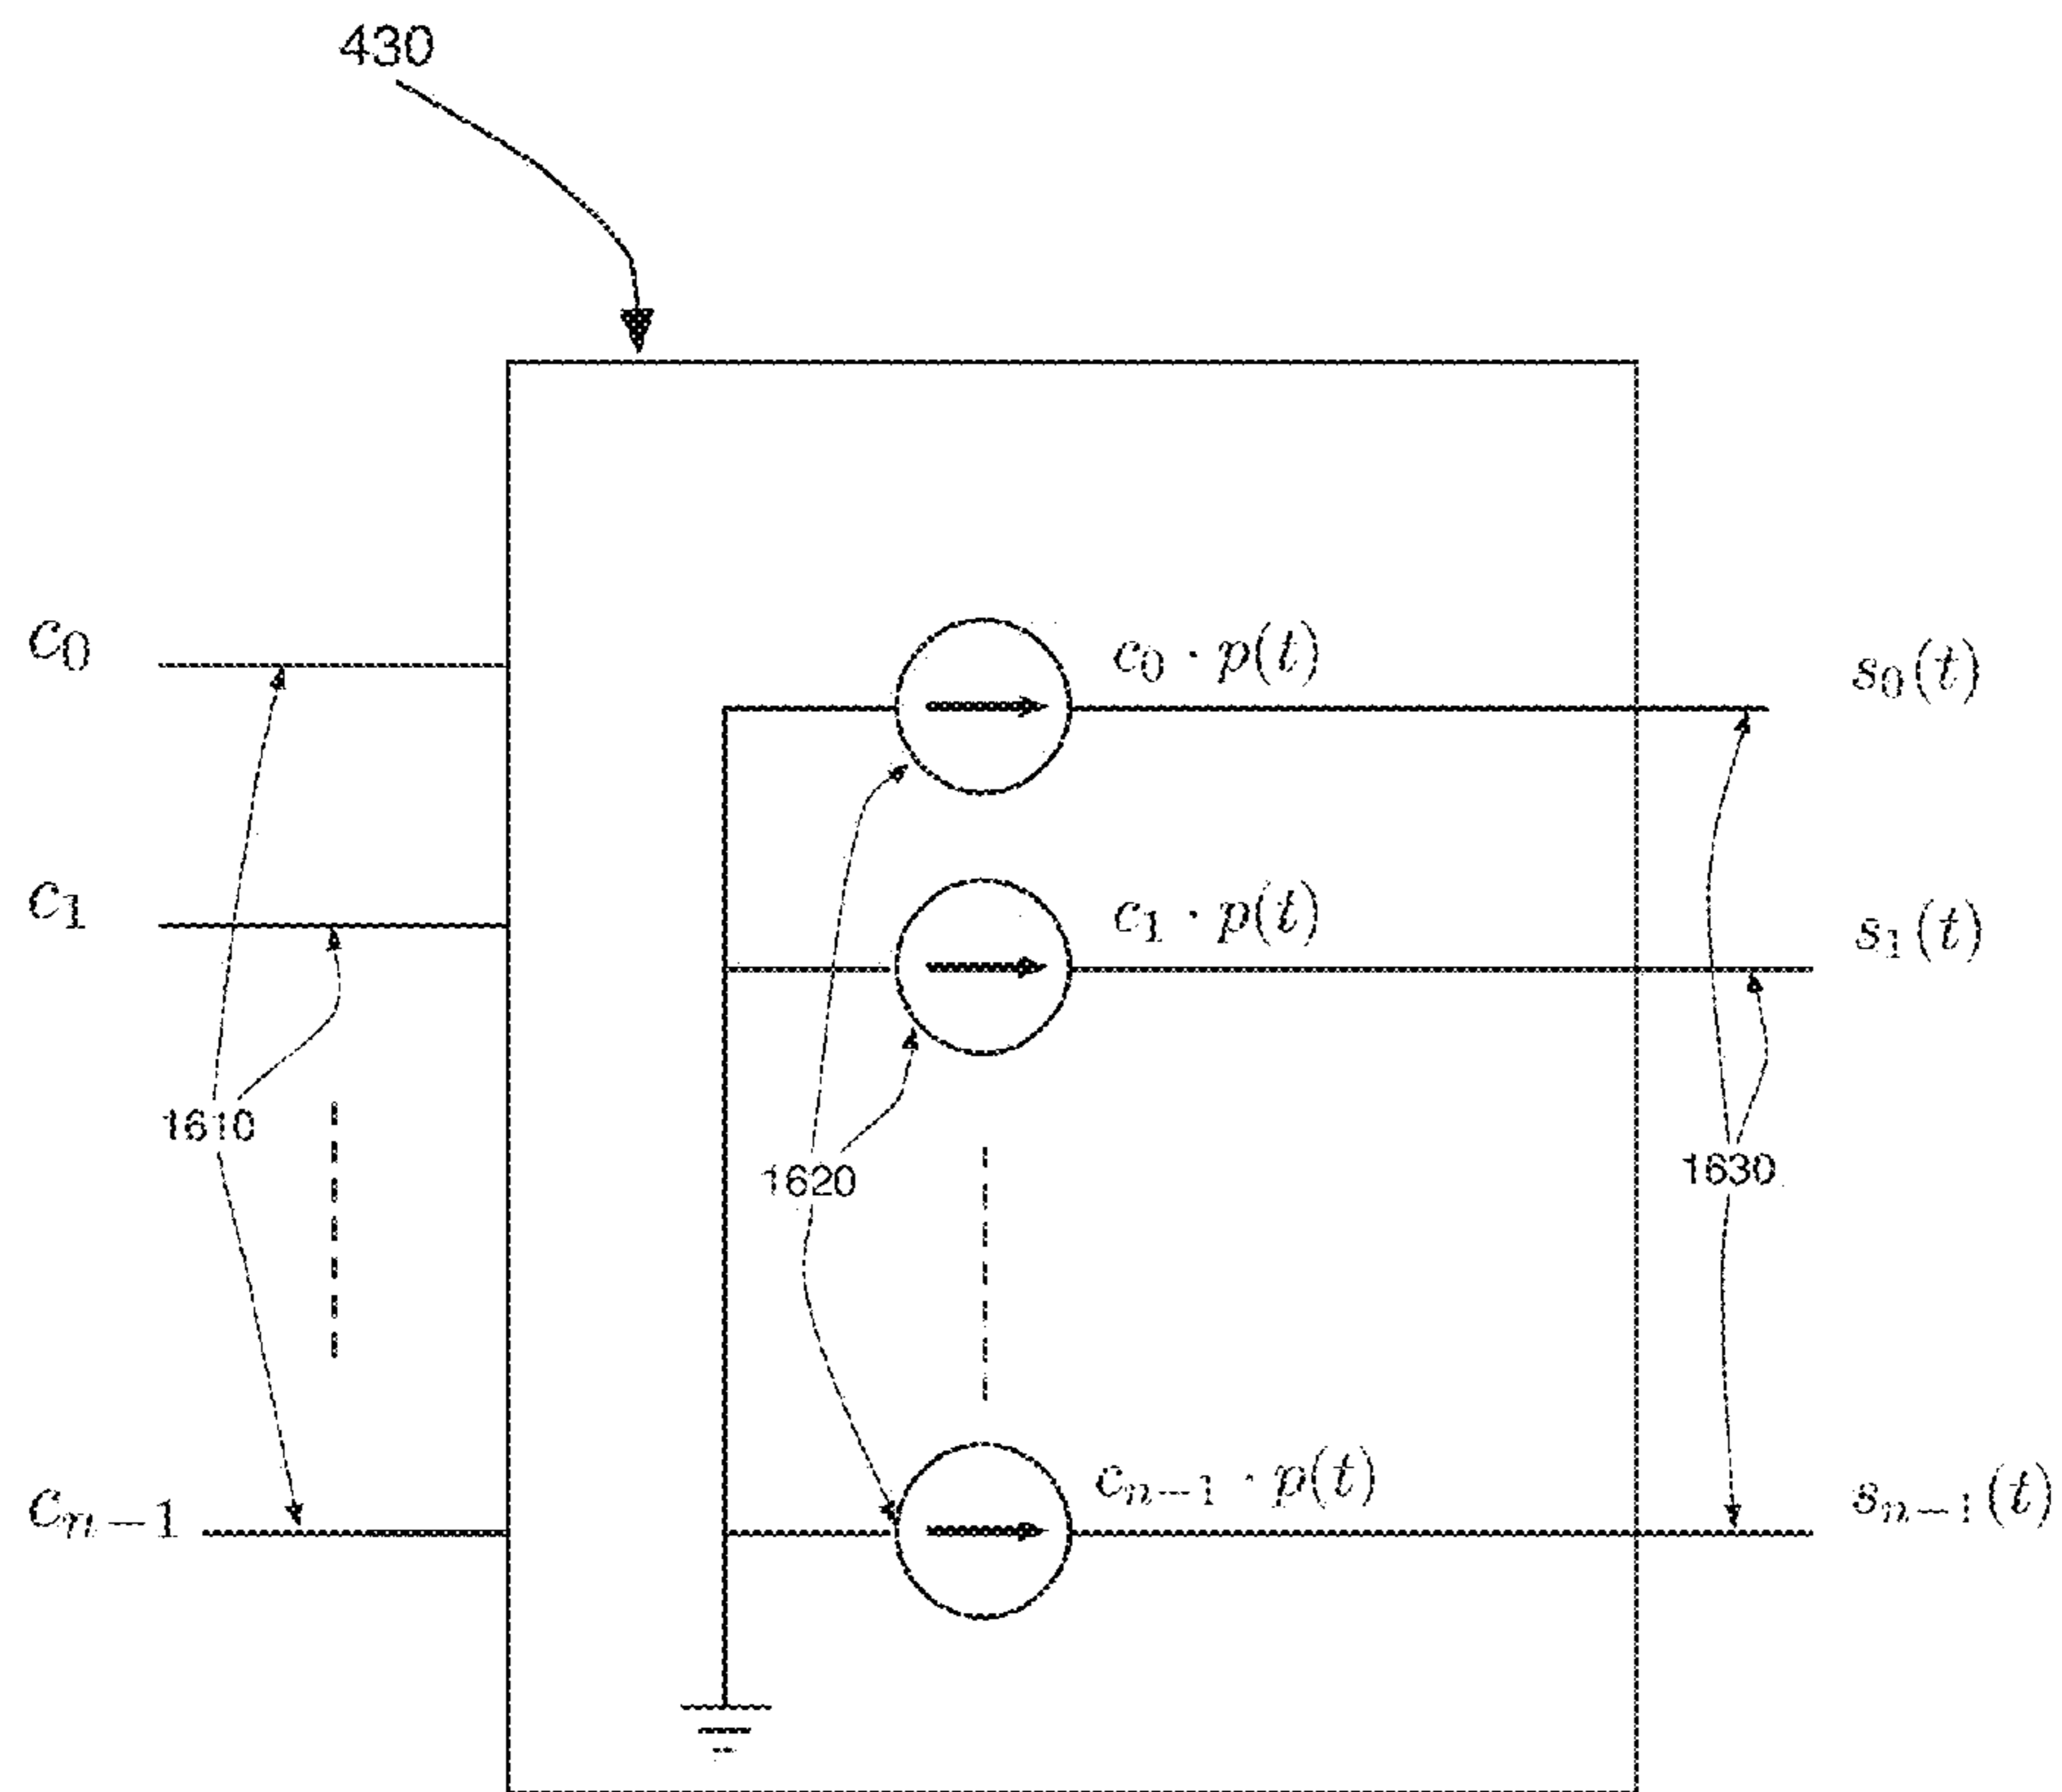 430
c₀
c₀ · p(t)
s₀(t)
c₁
c₁ · p(t)
s₁(t)
1610
1620
1630
cₙ₋₁
cₙ₋₁ · p(t)
sₙ₋₁(t)